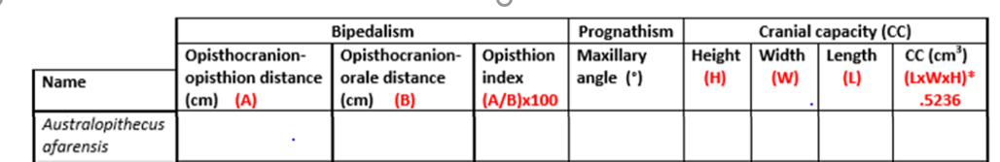 Bipedalism Prognathism Cranial capacity (CC)
Name
Opisthocranion-
opisthion distance
(cm) (A)
Opisthocranion-
orale distance
(cm) (B)
Opisthion
index
(A/B)x100
Maxillary
angle (°)
Height
(H)
Width
(W)
Length
(L)
CC (cm³)
(LxWxH)*
.5236
Australopithecus
afarensis